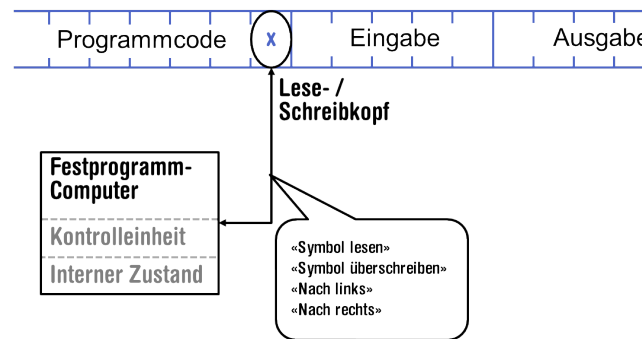 Programmcode x Eingabe Ausgabe
Lese- /
Schreibkopf
Festprogramm-
Computer
Kontrolleinheit
Interner Zustand
«Symbol lesen»
«Symbol überschreiben»
«Nach links»
«Nach rechts»